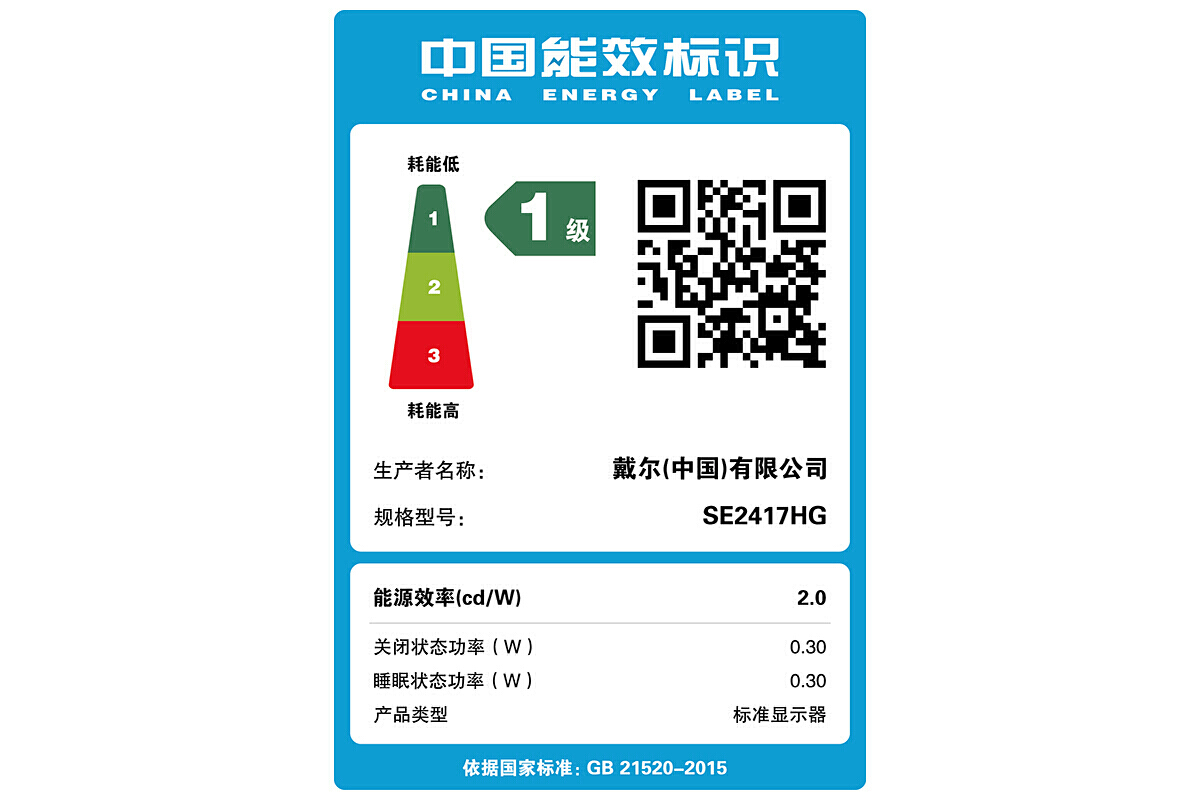 中国能效标识
CHINA ENERGY LABEL
耗能低
1
2
3
耗能高
1级
生产者名称：戴尔(中国)有限公司
规格型号：SE2417HG
能源效率(cd/W) 2.0
关闭状态功率（W） 0.30
睡眠状态功率（W） 0.30
产品类型 标准显示器
依据国家标准：GB 21520-2015